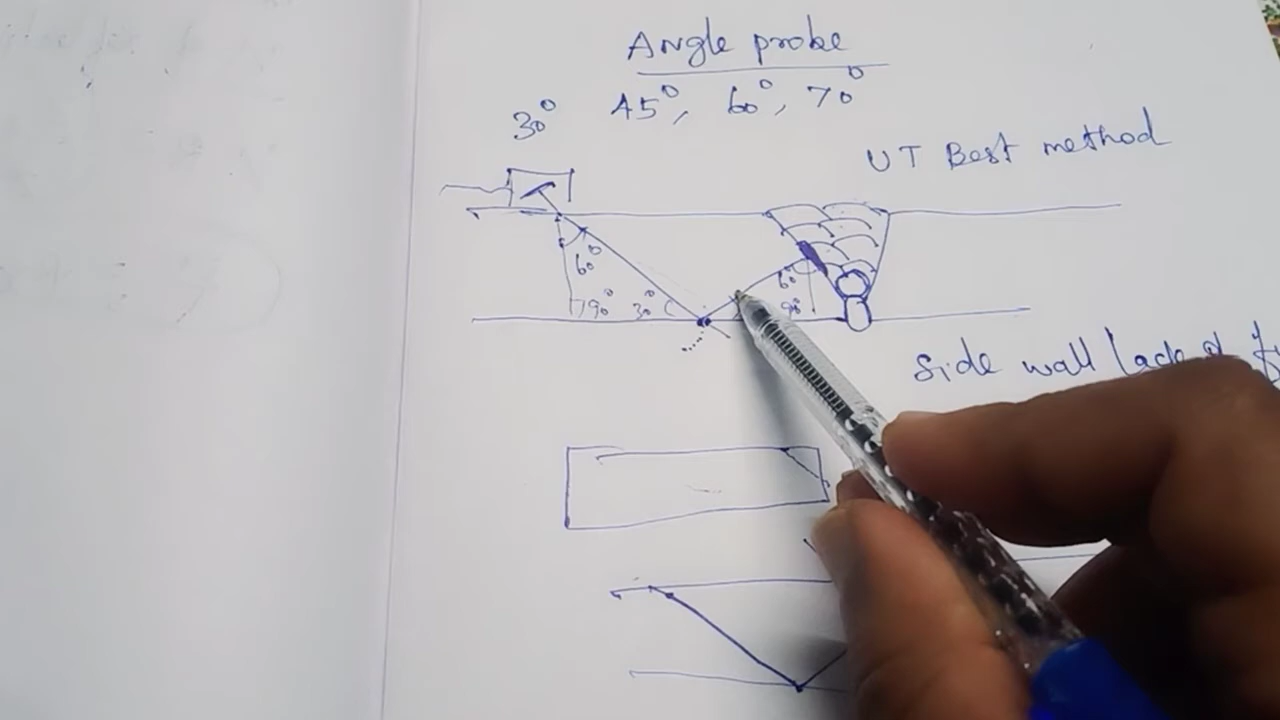 Angle probe
30° 45°, 60°, 70°
UT Best method
60°
90° 30°
60°
90°
Side wall lack of